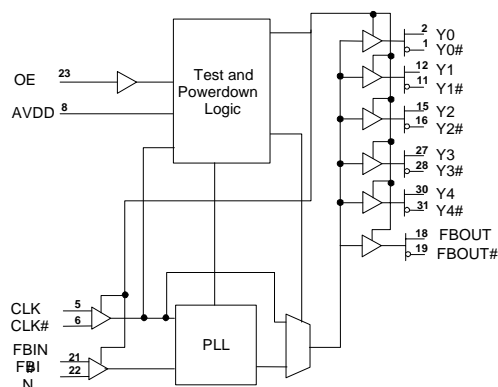 2 Y0
1 Y0#
12 Y1
11 Y1#
15 Y2
16 Y2#
27 Y3
28 Y3#
30 Y4
31 Y4#
18 FBOUT
19 FBOUT#
Test and
Powerdown
Logic
OE 23
AVDD 8
CLK 5
CLK# 6
FBIN 21
FBI
#
N 22
PLL